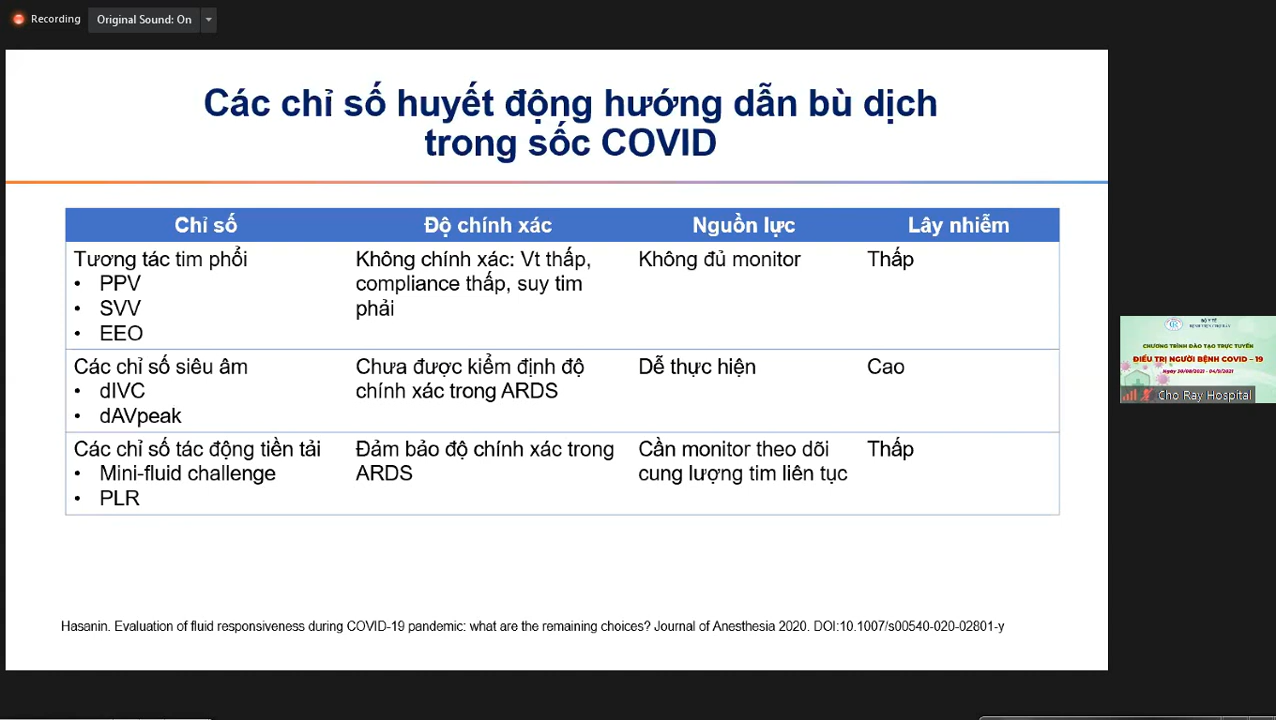 Recording
Original Sound: On
Các chỉ số huyết động hướng dẫn bù dịch
trong sốc COVID
Chỉ số
Độ chính xác
Nguồn lực
Lây nhiễm
Tương tác tim phổi
• PPV
• SVV
• EEO
Không chính xác: Vt thấp,
compliance thấp, suy tim
phải
Không đủ monitor
Thấp
Các chỉ số siêu âm
• dIVC
• dAVpeak
Chưa được kiểm định độ
chính xác trong ARDS
Dễ thực hiện
Cao
Các chỉ số tác động tiền tải
• Mini-fluid challenge
• PLR
Đảm bảo độ chính xác trong
ARDS
Cần monitor theo dõi
cung lượng tim liên tục
Thấp
Hasanin. Evaluation of fluid responsiveness during COVID-19 pandemic: what are the remaining choices? Journal of Anesthesia 2020. DOI:10.1007/s00540-020-02801-y
BỘ Y TẾ
BỆNH VIỆN CHỢ RẪY
CHƯƠNG TRÌNH ĐÀO TẠO TRỰC TUYẾN
ĐIỀU TRỊ NGƯỜI BỆNH COVID – 19
Ngày 30/08/2021 - 04/9/2021
Cho Ray Hospital